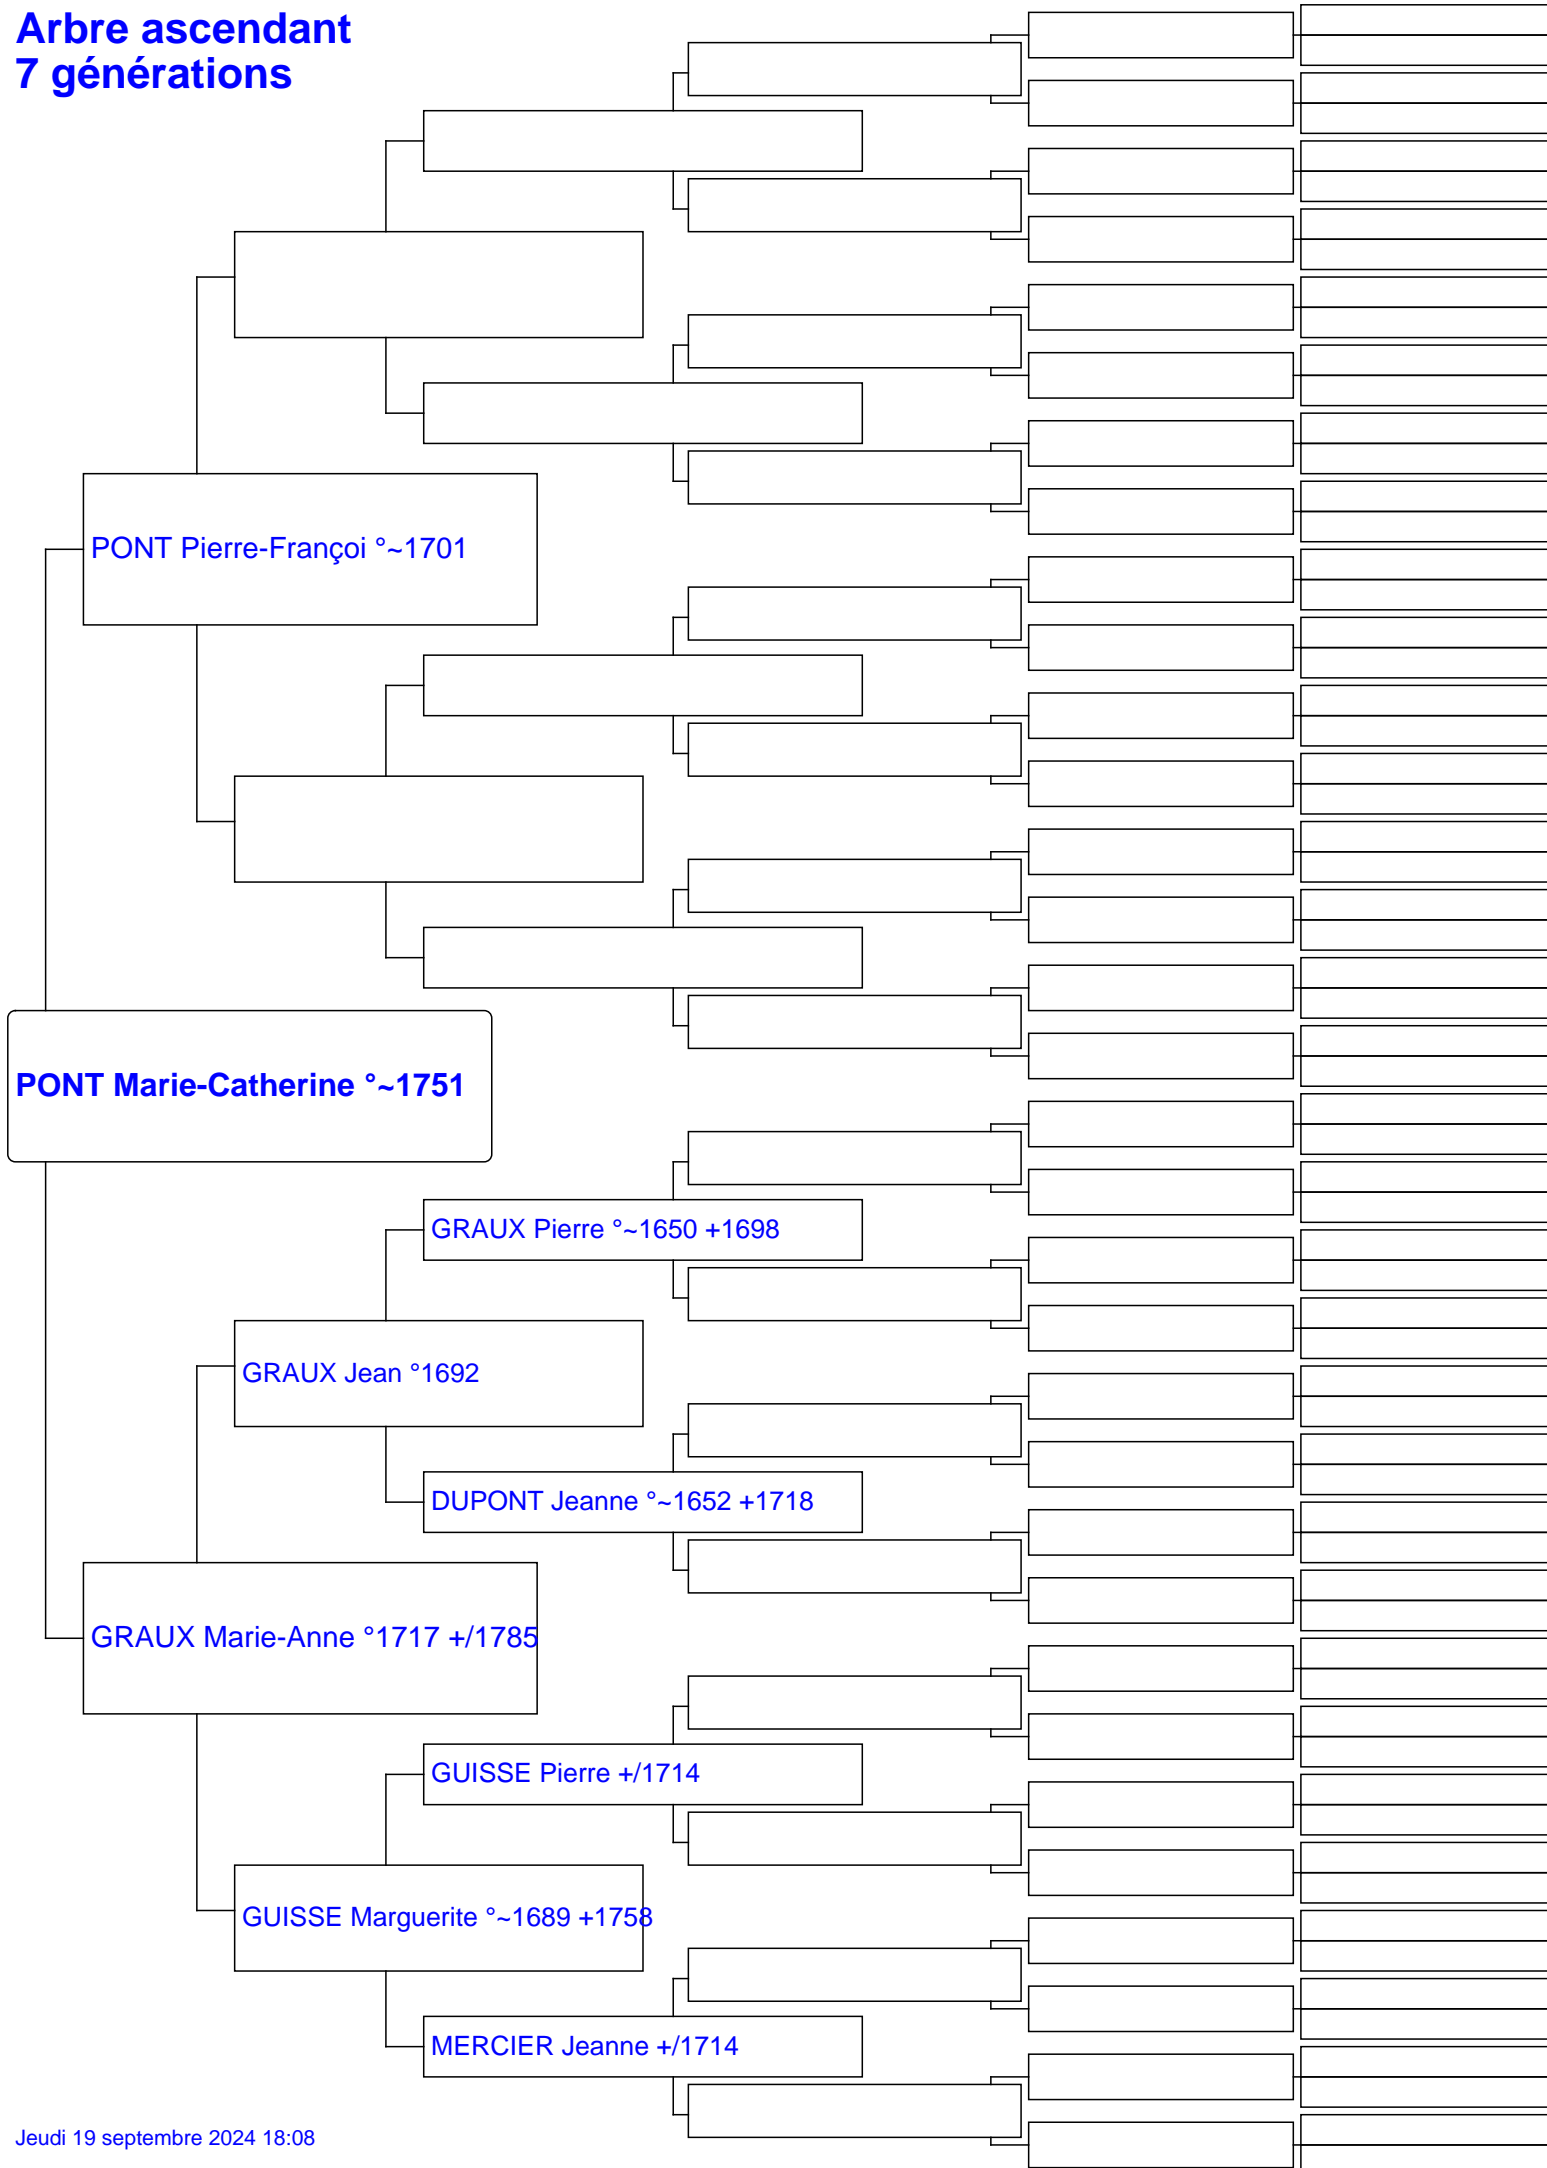 Arbre ascendant
7 générations
PONT Pierre-Françoi °~1701
PONT Marie-Catherine °~1751
GRAUX Pierre °~1650 +1698
GRAUX Jean °1692
DUPONT Jeanne °~1652 +1718
GRAUX Marie-Anne °1717 +/1785
GUISSE Pierre +/1714
GUISSE Marguerite °~1689 +1758
MERCIER Jeanne +/1714
Jeudi 19 septembre 2024 18:08